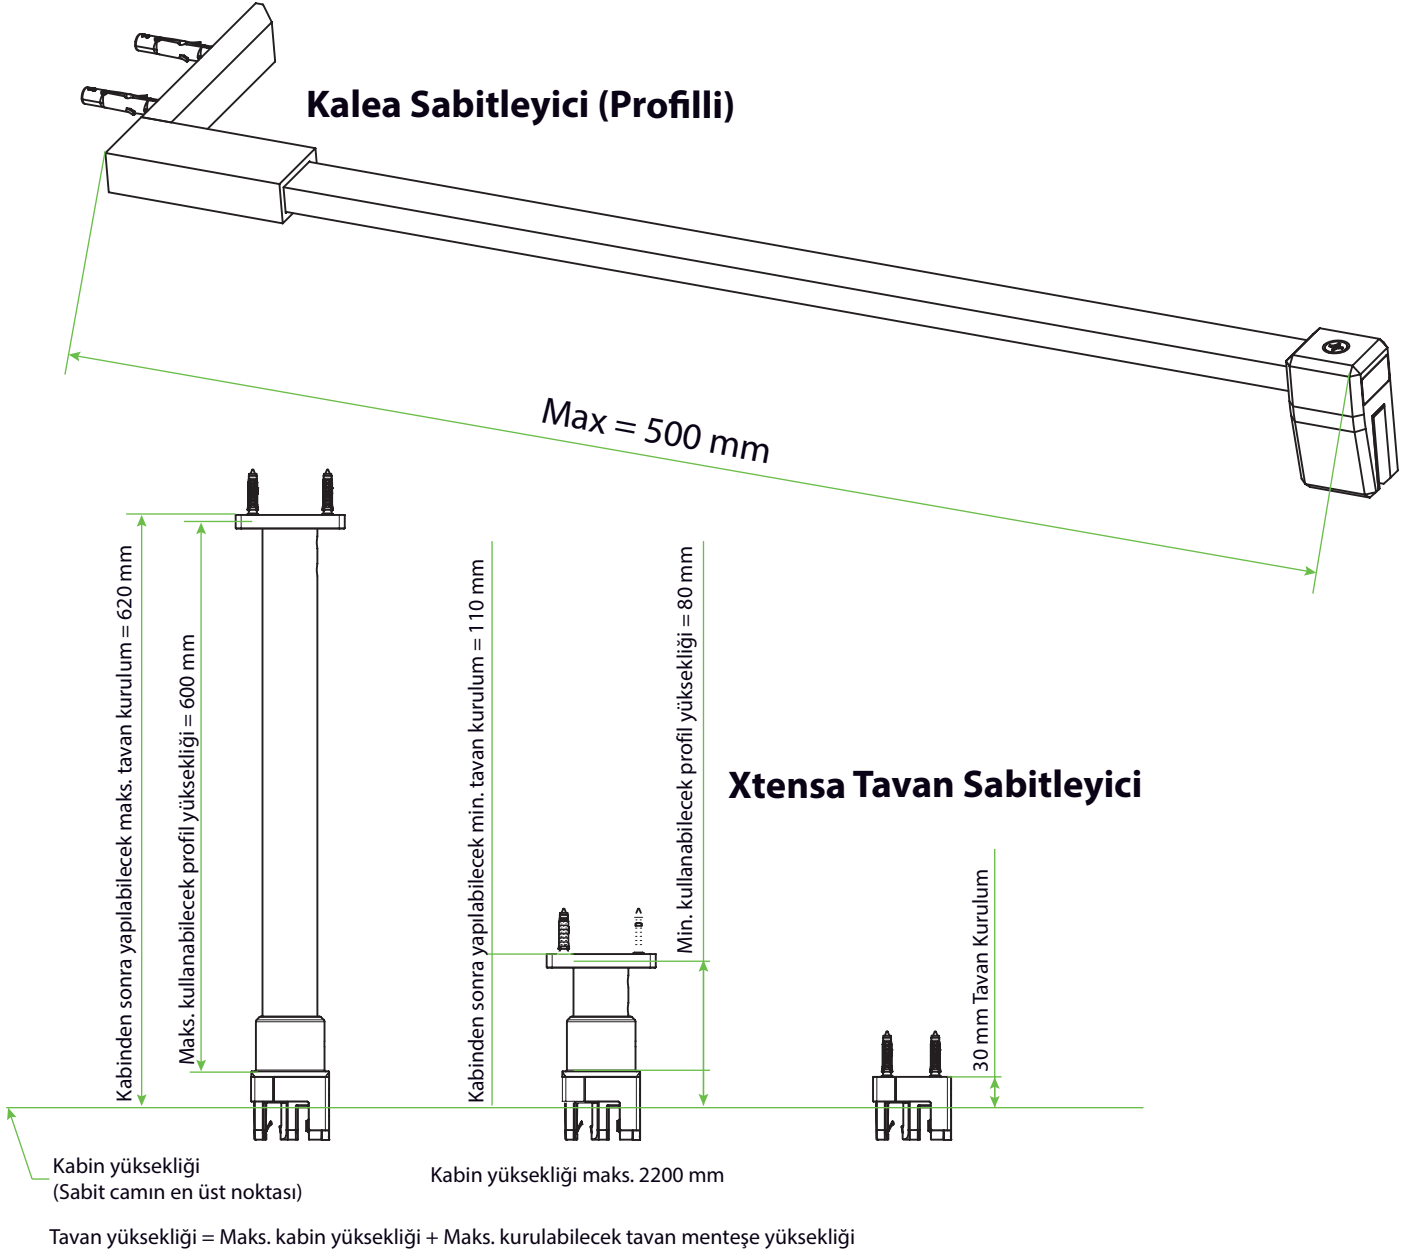 Kalea Sabitleyici (Profilli)
Max = 500 mm
Kabinden sonra yapılabilecek maks. tavan kurulum = 620 mm
Maks. kullanabilecek profil yüksekliği = 600 mm
Kabinden sonra yapılabilecek min. tavan kurulum = 110 mm
Min. kullanabilecek profil yüksekliği = 80 mm
Xtensa Tavan Sabitleyici
30 mm Tavan Kurulum
Kabin yüksekliği
(Sabit camın en üst noktası)
Kabin yüksekliği maks. 2200 mm
Tavan yüksekliği = Maks. kabin yüksekliği + Maks. kurulabilecek tavan menteşe yüksekliği